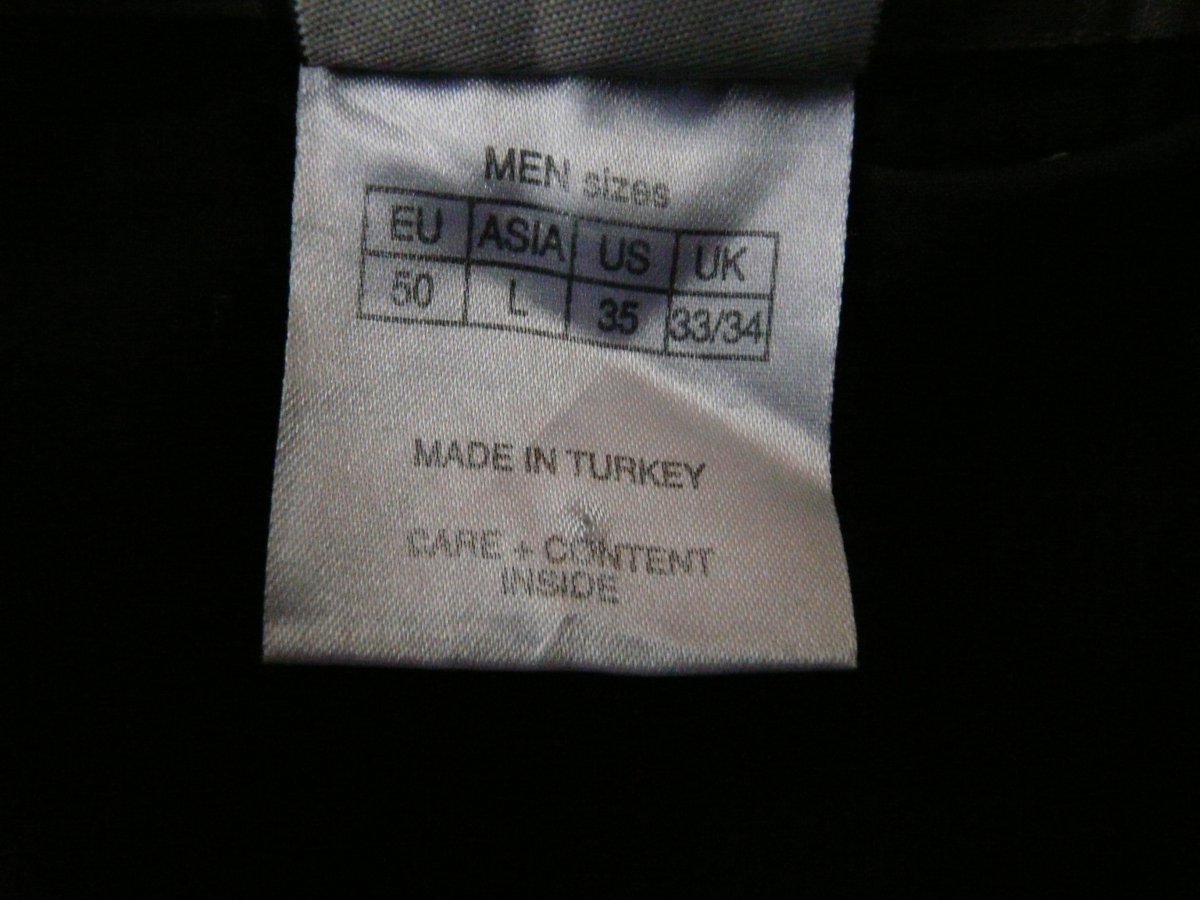 MEN sizes
EU ASIA US UK
50 L 35 33/34
MADE IN TURKEY
CARE + CONTENT
INSIDE